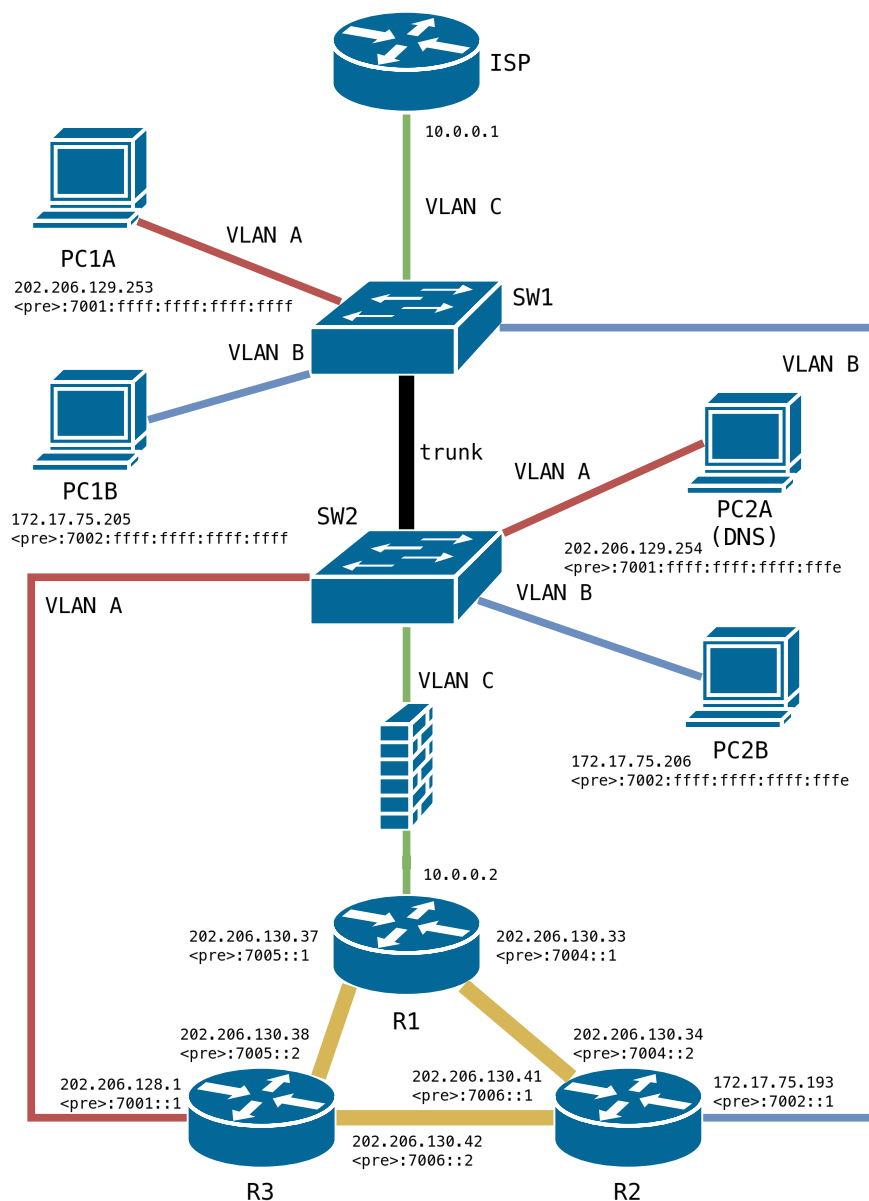 ISP
10.0.0.1
VLAN C
VLAN A
PC1A
202.206.129.253
<pre>:7001:ffff:ffff:ffff:ffff
SW1
VLAN B
VLAN B
PC1B
172.17.75.205
<pre>:7002:ffff:ffff:ffff:ffff
trunk
VLAN A
PC2A
(DNS)
202.206.129.254
<pre>:7001:ffff:ffff:ffff:fffe
SW2
VLAN A
VLAN B
VLAN C
PC2B
172.17.75.206
<pre>:7002:ffff:ffff:ffff:fffe
10.0.0.2
202.206.130.37
<pre>:7005::1
202.206.130.33
<pre>:7004::1
R1
202.206.130.38
<pre>:7005::2
202.206.130.34
<pre>:7004::2
202.206.128.1
<pre>:7001::1
202.206.130.41
<pre>:7006::1
172.17.75.193
<pre>:7002::1
202.206.130.42
<pre>:7006::2
R3
R2